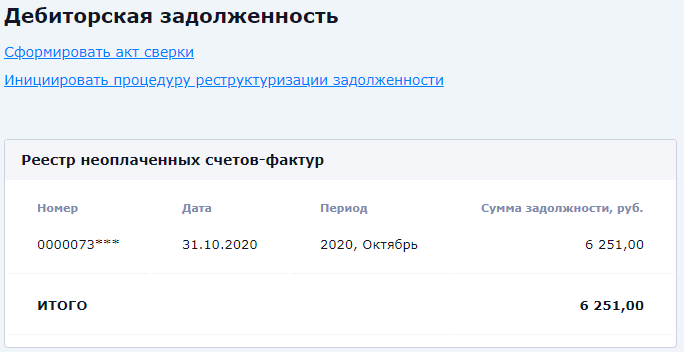 Дебиторская задолженность
Сформировать акт сверки
Инициировать процедуру реструктуризации задолженности
Реестр неоплаченных счетов-фактур
Номер Дата Период Сумма задолжности, руб.
0000073*** 31.10.2020 2020, Октябрь 6 251,00
ИТОГО 6 251,00